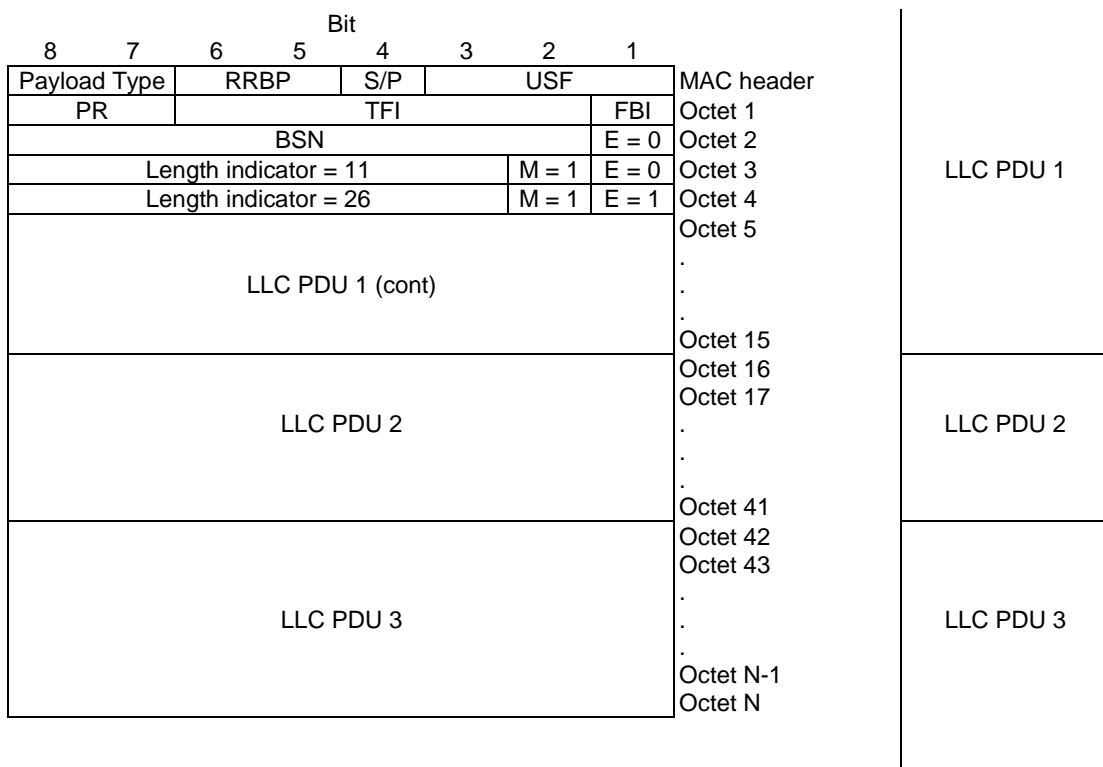 Bit
8 7 6 5 4 3 2 1
Payload Type RRBP S/P USF MAC header
PR TFI FBI Octet 1
BSN E = 0 Octet 2
Length indicator = 11 M = 1 E = 0 Octet 3 LLC PDU 1
Length indicator = 26 M = 1 E = 1 Octet 4
Octet 5
.
LLC PDU 1 (cont) .
.
Octet 15
Octet 16
Octet 17
LLC PDU 2 . LLC PDU 2
.
.
Octet 41
Octet 42
Octet 43
.
LLC PDU 3 . LLC PDU 3
.
Octet N-1
Octet N